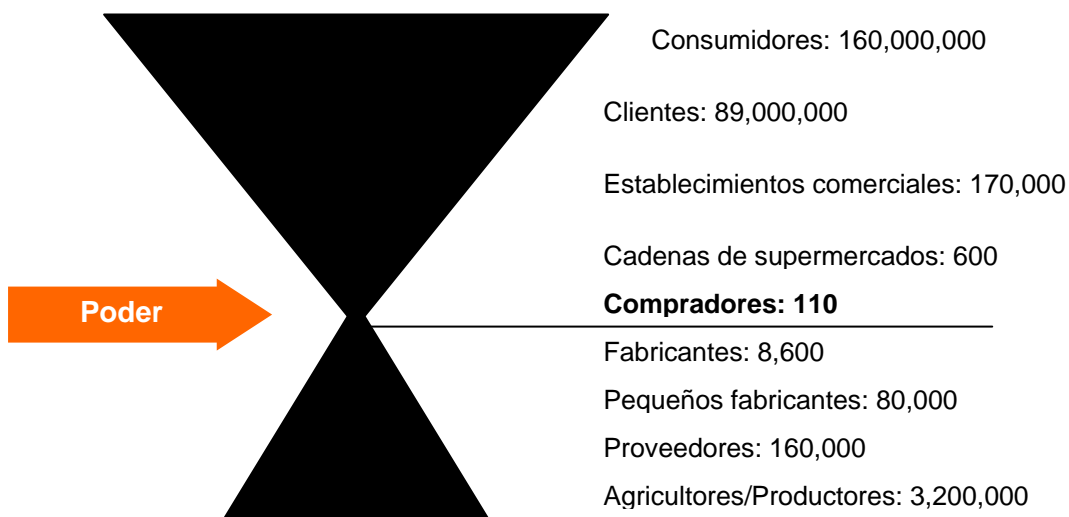 Consumidores: 160,000,000
Clientes: 89,000,000
Establecimientos comerciales: 170,000
Cadenas de supermercados: 600
Poder
Compradores: 110
Fabricantes: 8,600
Pequeños fabricantes: 80,000
Proveedores: 160,000
Agricultores/Productores: 3,200,000